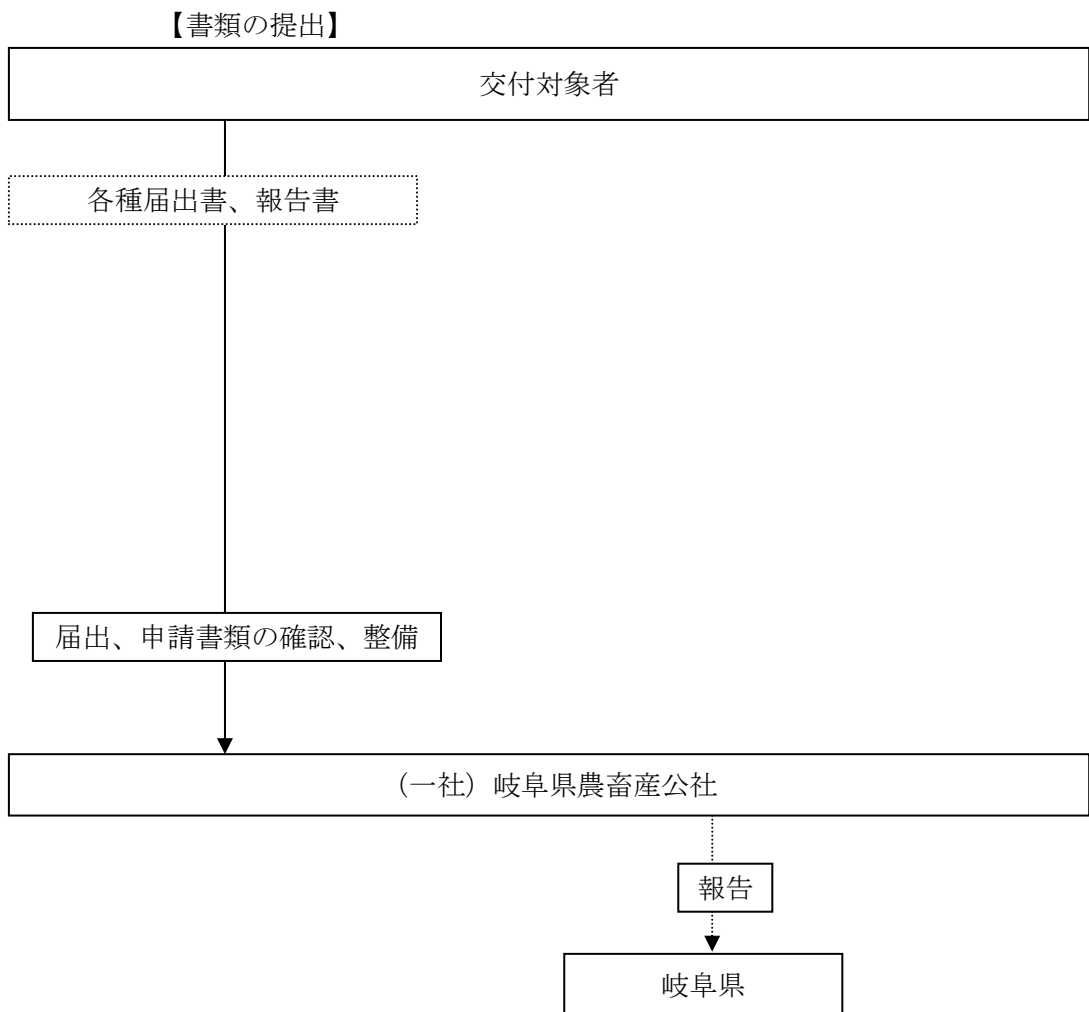 【書類の提出】
交付対象者
各種届出書、報告書
届出、申請書類の確認、整備
（一社）岐阜県農畜産公社
報告
岐阜県